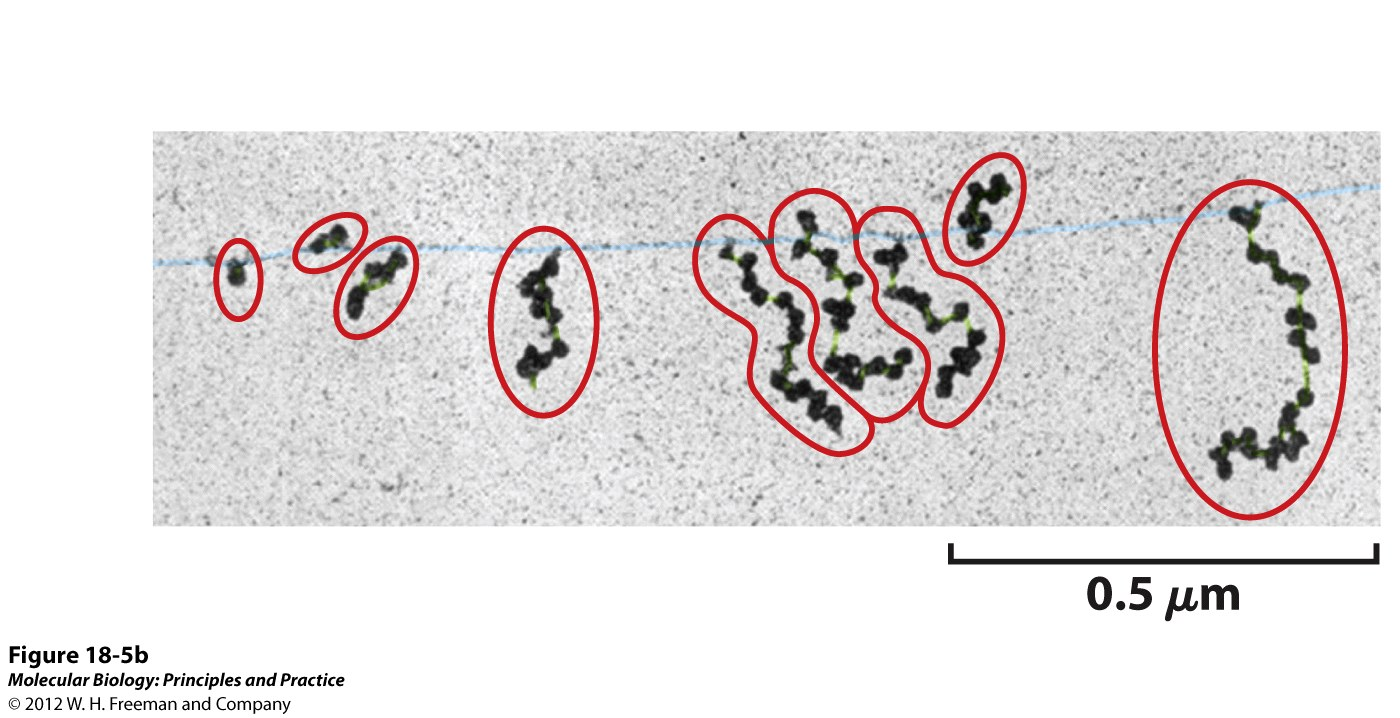 0.5 μm
Figure 18-5b
Molecular Biology: Principles and Practice
© 2012 W. H. Freeman and Company